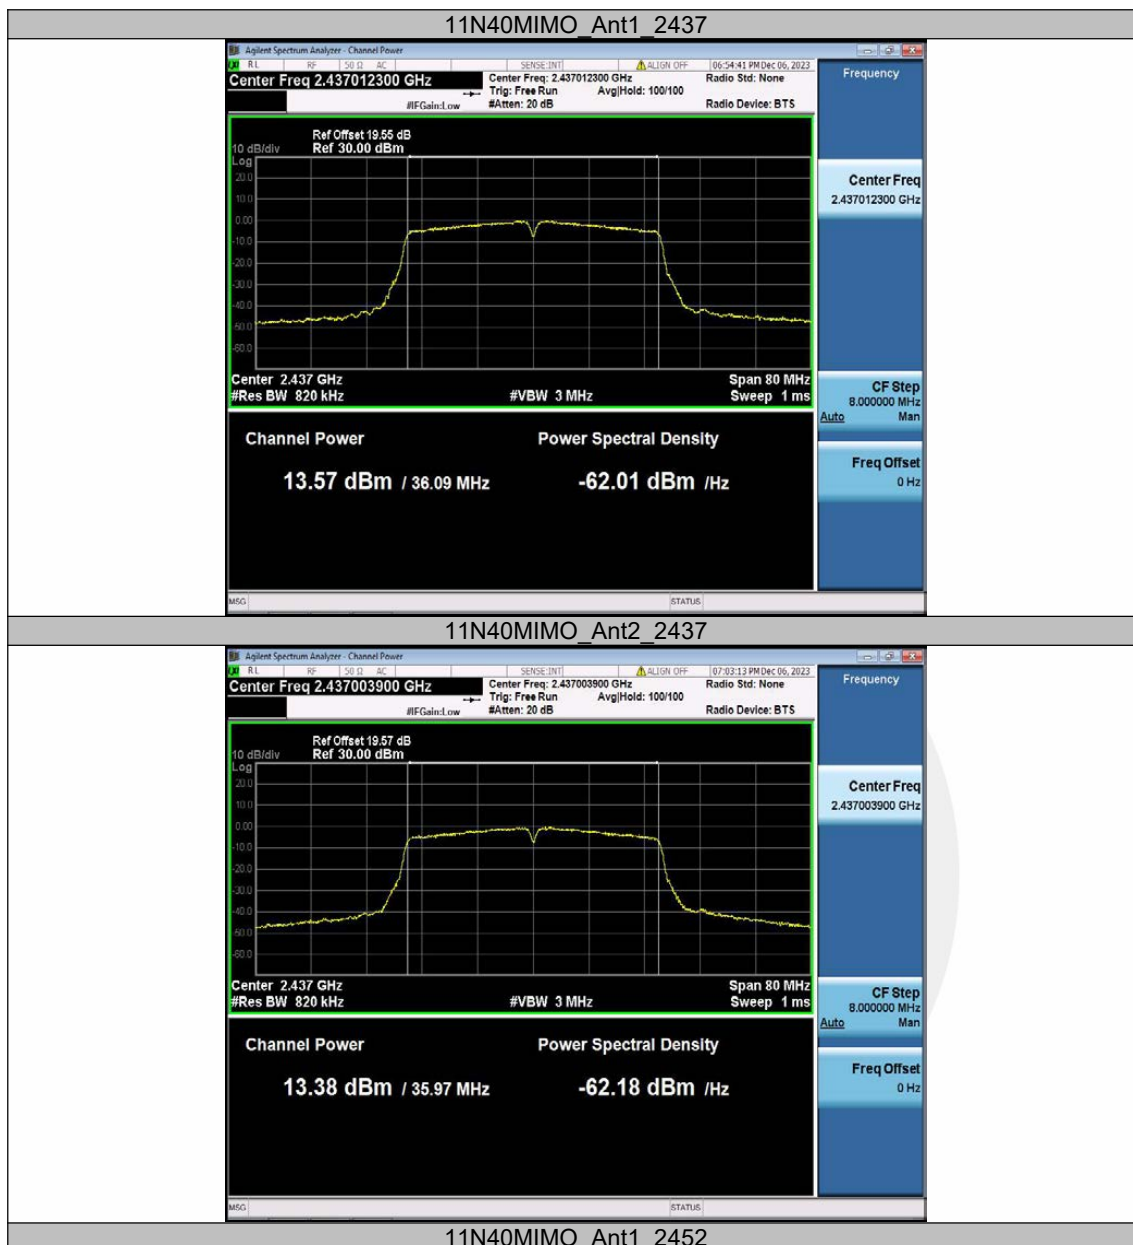 11N40MIMO_Ant1_2437
Agilent Spectrum Analyzer - Channel Power
RL RF 50 Ω AC SENSE:INT ALIGN OFF 06:54:41 PM Dec 06, 2023
Center Freq 2.437012300 GHz
Center Freq: 2.437012300 GHz
Radio Std: None
Trig: Free Run Avg|Hold: 100/100
#IFGain:Low
#Atten: 20 dB
Radio Device: BTS
Frequency
Ref Offset 19.55 dB
10 dB/div Ref 30.00 dBm
Log
20.0
10.0
0.00
-10.0
-20.0
-30.0
-40.0
-50.0
-60.0
Center 2.437 GHz Span 80 MHz
#Res BW 820 kHz #VBW 3 MHz Sweep 1 ms
Center Freq
2.437012300 GHz
CF Step
8.000000 MHz
Auto Man
Freq Offset
0 Hz
Channel Power Power Spectral Density
13.57 dBm / 36.09 MHz -62.01 dBm /Hz
MSG STATUS
11N40MIMO_Ant2_2437
Agilent Spectrum Analyzer - Channel Power
RL RF 50 Ω AC SENSE:INT ALIGN OFF 07:03:13 PM Dec 06, 2023
Center Freq 2.437003900 GHz
Center Freq: 2.437003900 GHz
Radio Std: None
Trig: Free Run Avg|Hold: 100/100
#IFGain:Low
#Atten: 20 dB
Radio Device: BTS
Frequency
Ref Offset 19.57 dB
10 dB/div Ref 30.00 dBm
Log
20.0
10.0
0.00
-10.0
-20.0
-30.0
-40.0
-50.0
-60.0
Center 2.437 GHz Span 80 MHz
#Res BW 820 kHz #VBW 3 MHz Sweep 1 ms
Center Freq
2.437003900 GHz
CF Step
8.000000 MHz
Auto Man
Freq Offset
0 Hz
Channel Power Power Spectral Density
13.38 dBm / 35.97 MHz -62.18 dBm /Hz
MSG STATUS
11N40MIMO_Ant1_2452